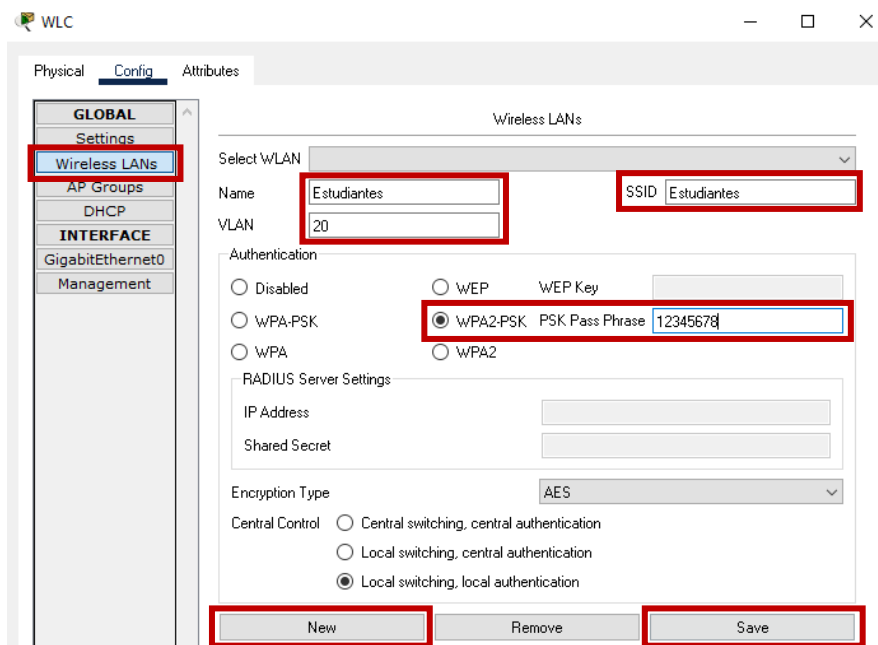 WLC
Physical Config Attributes
GLOBAL
Settings
Wireless LANs
AP Groups
DHCP
INTERFACE
GigabitEthernet0
Management
Wireless LANs
Select WLAN
Name Estudiantes SSID Estudiantes
VLAN 20
Authentication
Disabled WEP WEP Key
WPA-PSK WPA2-PSK PSK Pass Phrase 12345678
WPA WPA2
RADIUS Server Settings
IP Address
Shared Secret
Encryption Type AES
Central Control Central switching, central authentication
Local switching, central authentication
Local switching, local authentication
New Remove Save